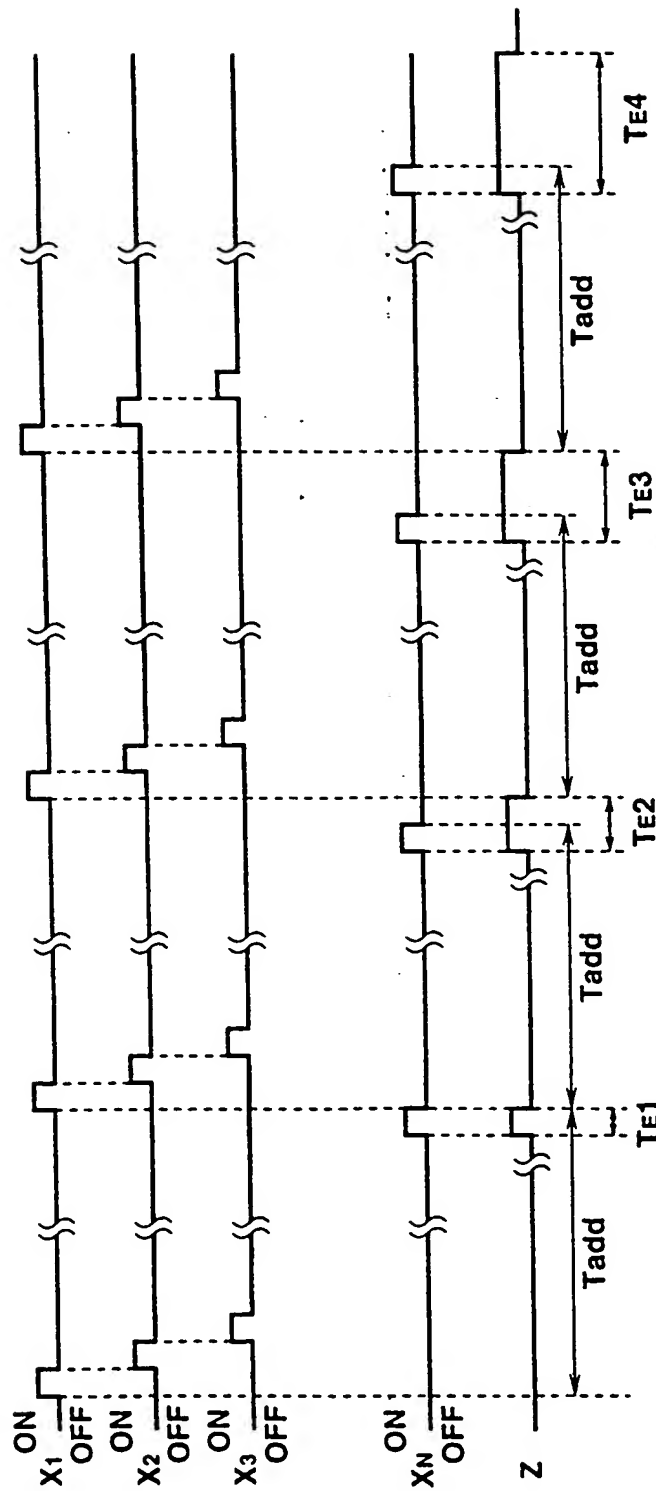 X1 ON
OFF
X2 ON
OFF
X3 ON
OFF
XN ON
OFF
Z
Tadd
Tadd
Tadd
Tadd
TE1
TE2
TE3
TE4